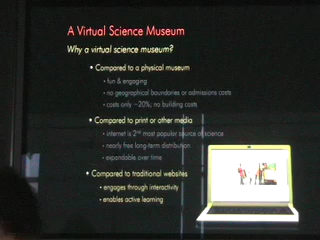 A Virtual Science Museum
Why a virtual science museum?
• Compared to a physical museum
• fun & engaging
• no geographical boundaries or admissions costs
• costs only ~20%; no building costs
• Compared to print or other media
• internet is 2nd most popular source of science
• nearly free long-term distribution
• expandable over time
• Compared to traditional websites
• engages through interactivity
• enables active learning